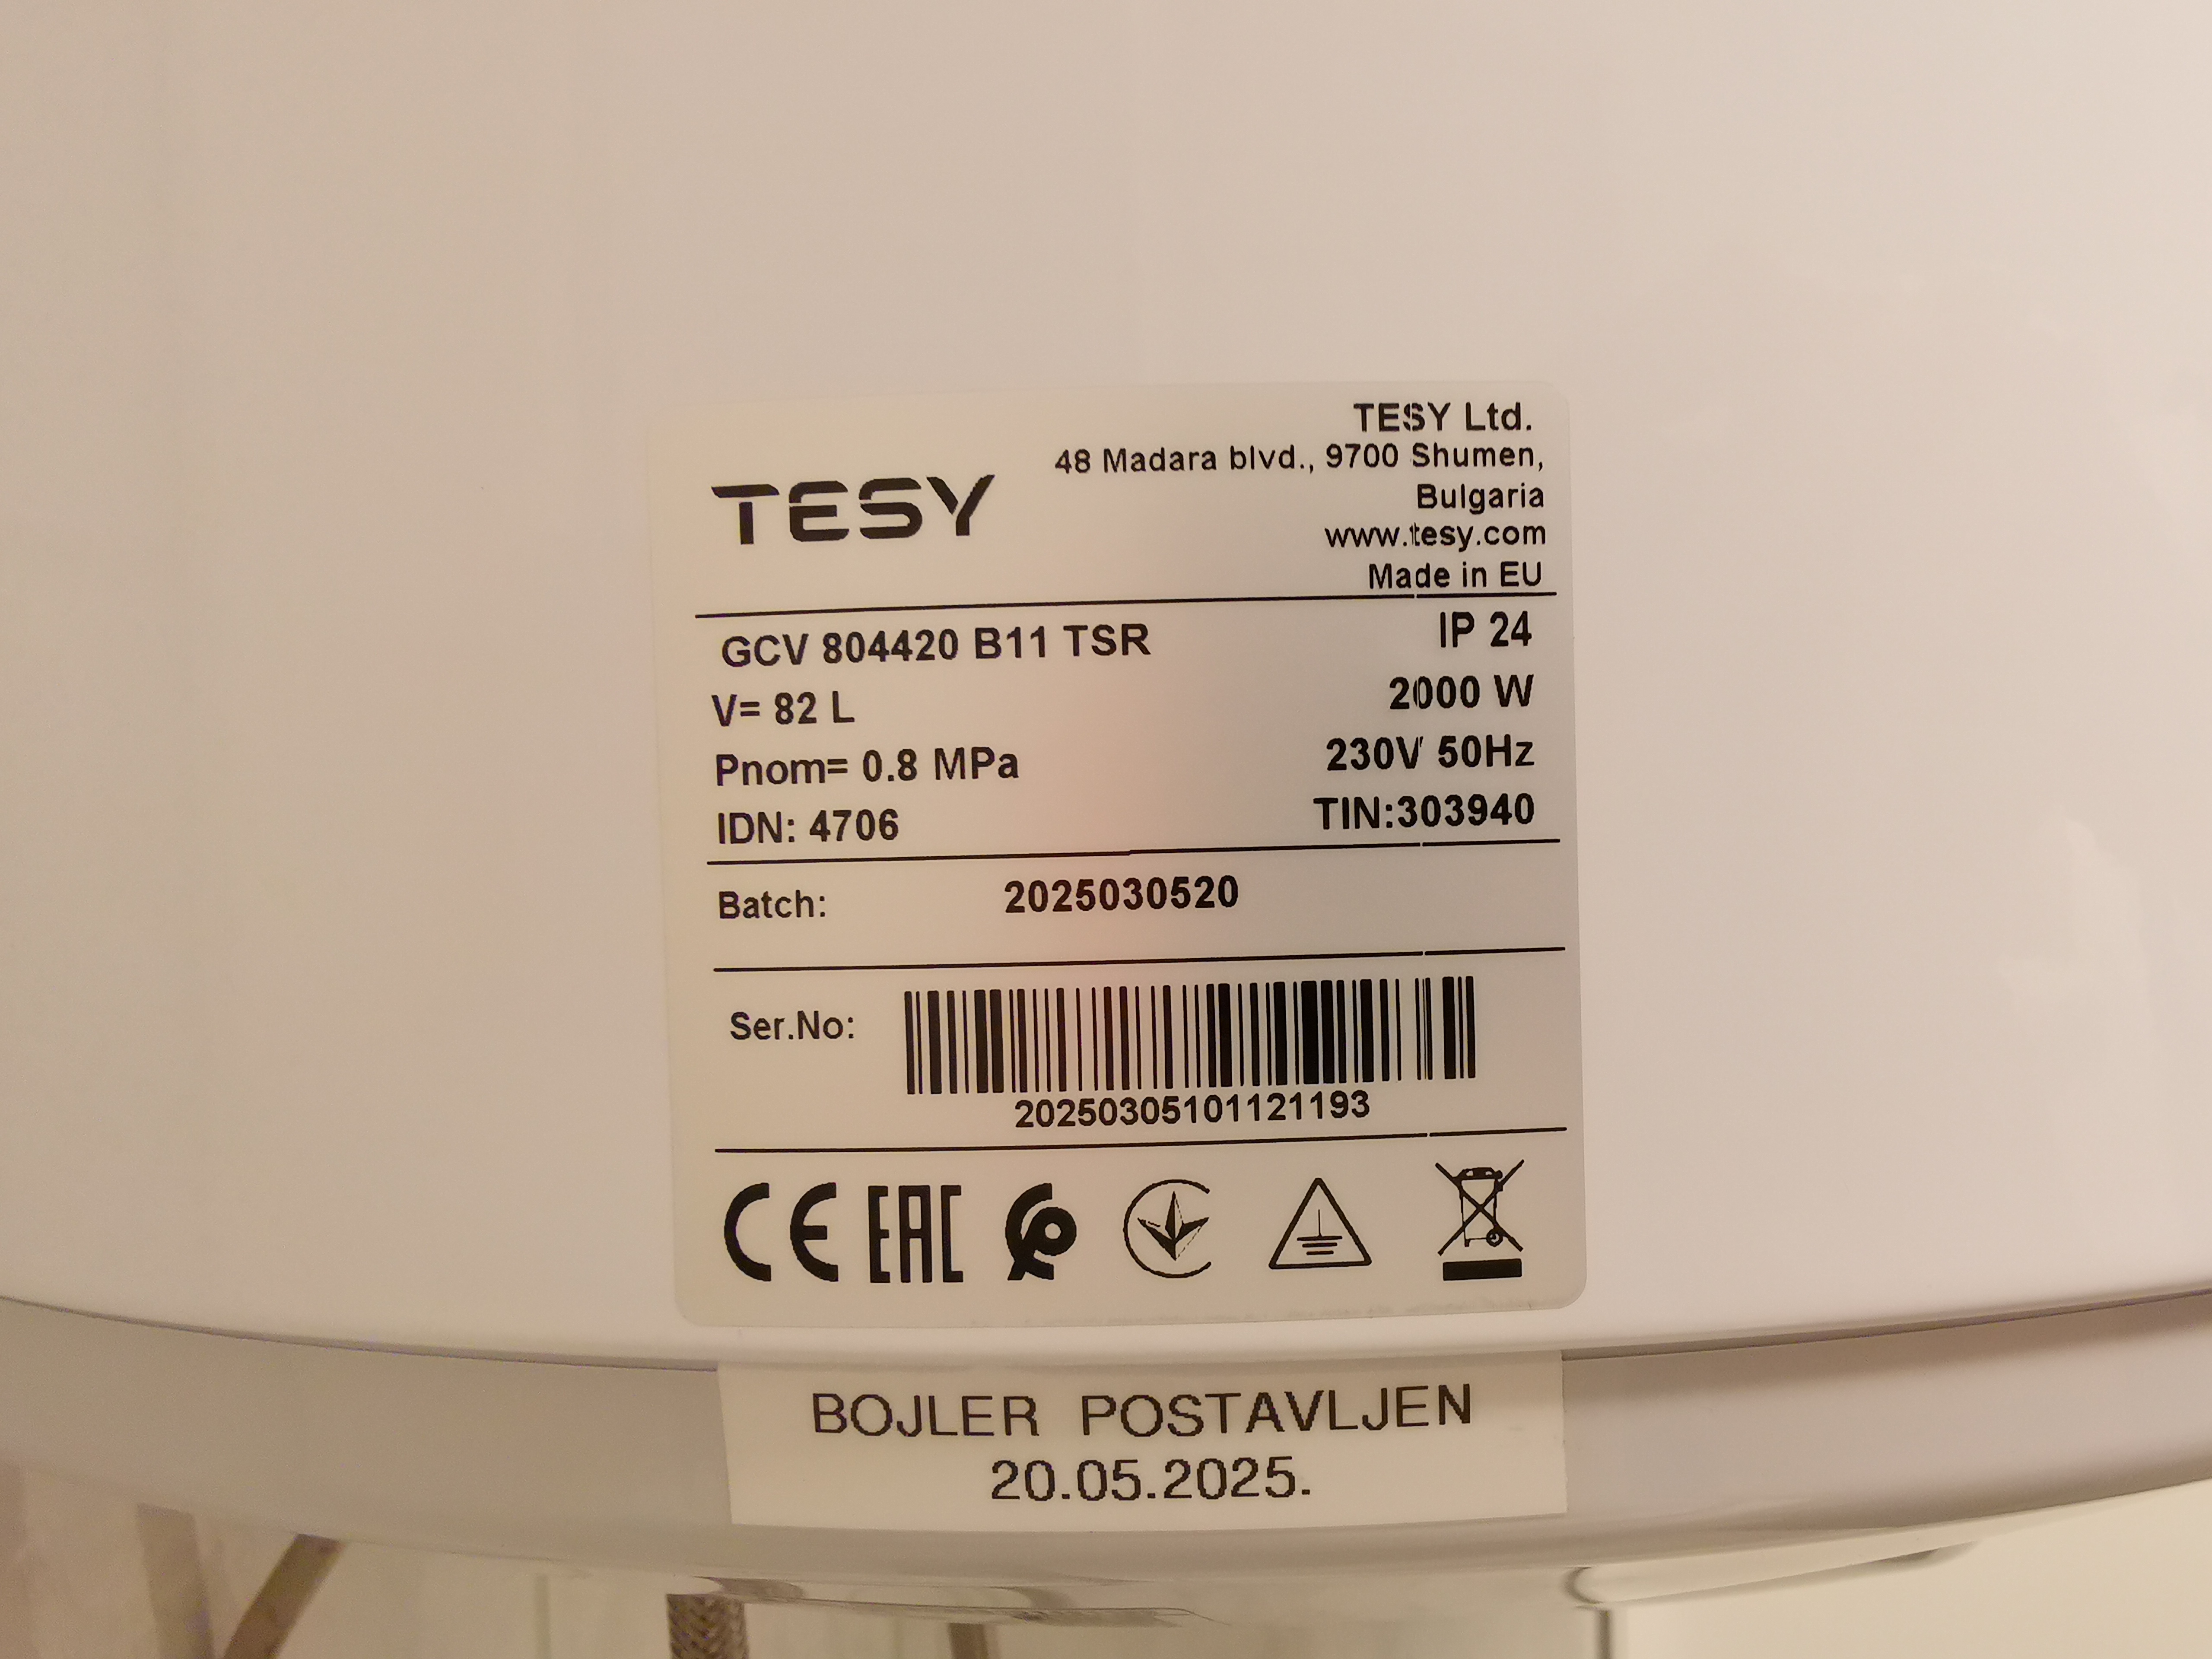 TESY
TESY Ltd.
48 Madara blvd., 9700 Shumen,
Bulgaria
www.tesy.com
Made in EU
GCV 804420 B11 TSR IP 24
V= 82 L 2000 W
Pnom= 0.8 MPa 230V 50Hz
IDN: 4706 TIN:303940
Batch: 2025030520
Ser.No:
20250305101121193
CE EAC
BOJLER POSTAVLJEN
20.05.2025.